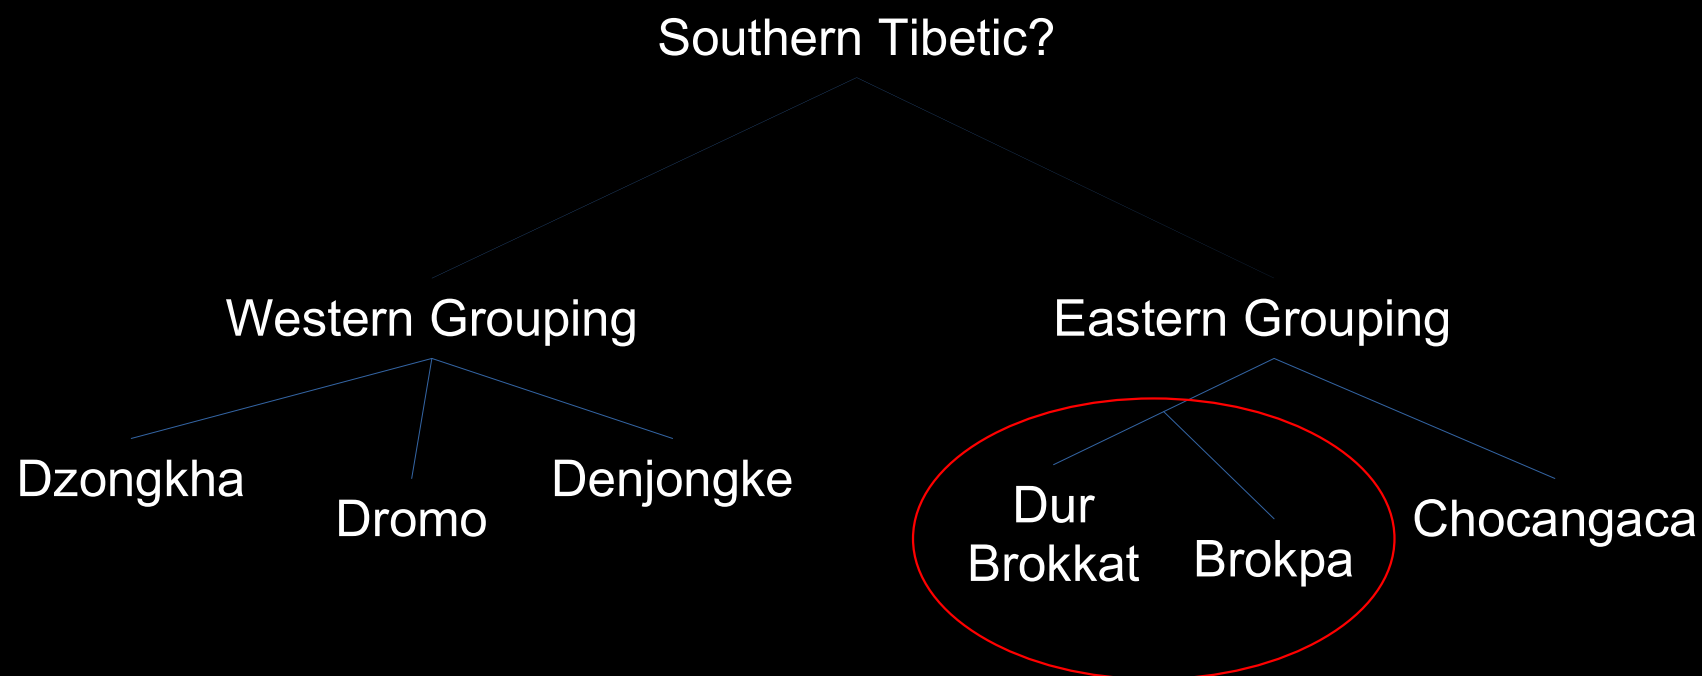 Southern Tibetic?
Western Grouping
Eastern Grouping
Dzongkha
Dromo
Denjongke
Dur
Brokkat
Brokpa
Chocangaca